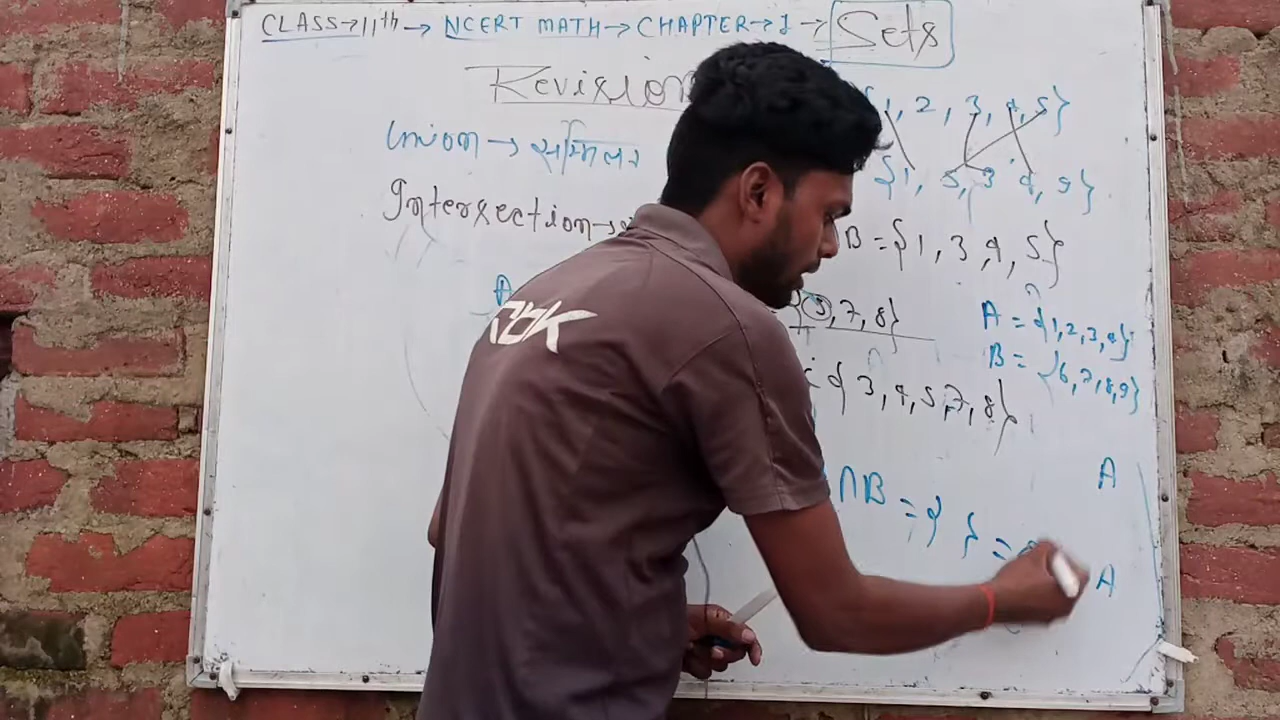 CLASS→11th→ NCERT MATH→ CHAPTER→1→ Sets
Revision
{1, 2, 3, 4, 5}
Union → सम्मिलन
{1, 5, 3, 4, 9}
Intersection→
B = {1, 3, 4, 5}
A
RBK
, 7, 8}
A = {1, 2, 3, 4}
B = {6, 7, 8, 9}
{3, 4, 5, 7, 8}
A
∩B = { } =
A